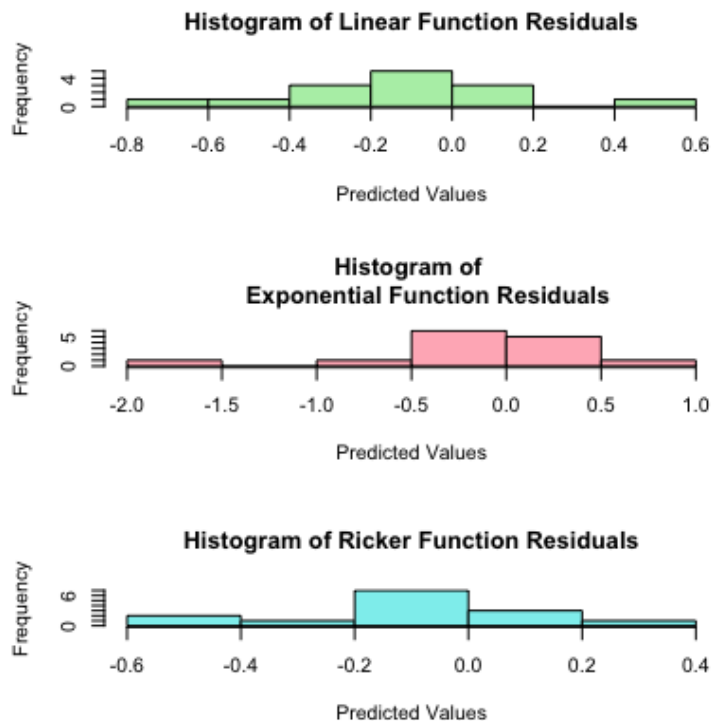 Histogram of Linear Function Residuals
Frequency
4
0
-0.8 -0.6 -0.4 -0.2 0.0 0.2 0.4 0.6
Predicted Values
Histogram of
Exponential Function Residuals
Frequency
5
0
-2.0 -1.5 -1.0 -0.5 0.0 0.5 1.0
Predicted Values
Histogram of Ricker Function Residuals
Frequency
6
0
-0.6 -0.4 -0.2 0.0 0.2 0.4
Predicted Values